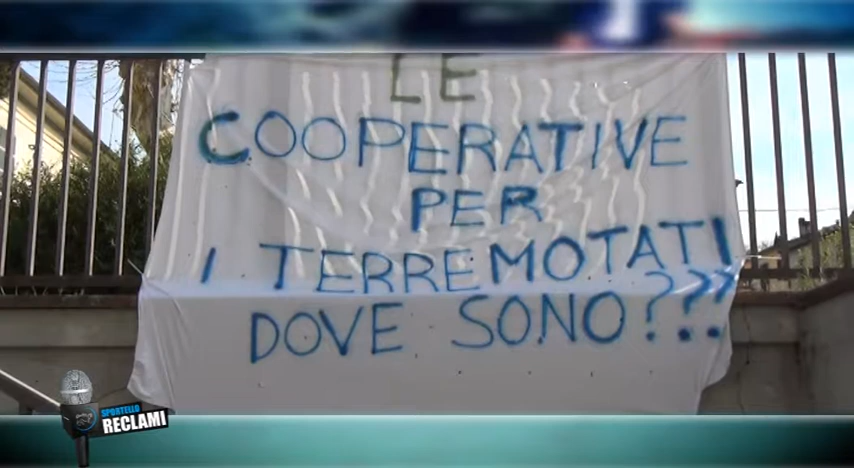 LE
COOPERATIVE
PER
I TERREMOTATI
DOVE SONO???
SPORTELLO
RECLAMI